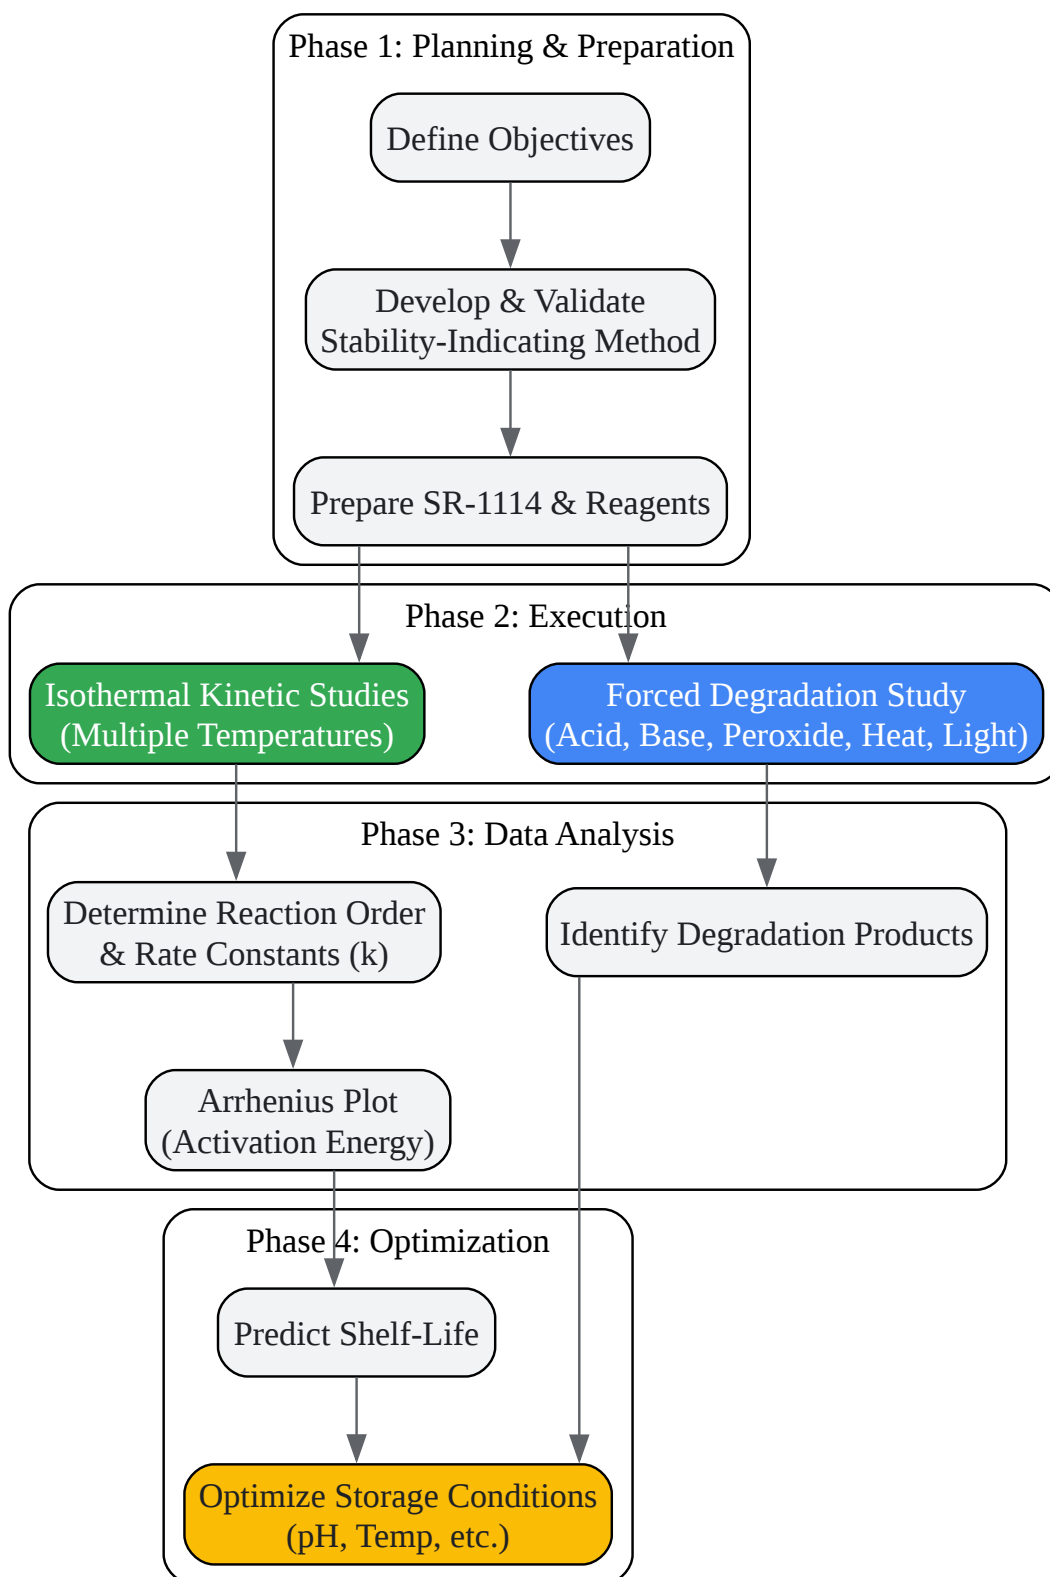 Phase 1: Planning & Preparation
Define Objectives
Develop & Validate
Stability-Indicating Method
Prepare SR-1114 & Reagents
Phase 2: Execution
Isothermal Kinetic Studies
(Multiple Temperatures)
Forced Degradation Study
(Acid, Base, Peroxide, Heat, Light)
Phase 3: Data Analysis
Determine Reaction Order
& Rate Constants (k)
Identify Degradation Products
Arrhenius Plot
(Activation Energy)
Phase 4: Optimization
Predict Shelf-Life
Optimize Storage Conditions
(pH, Temp, etc.)